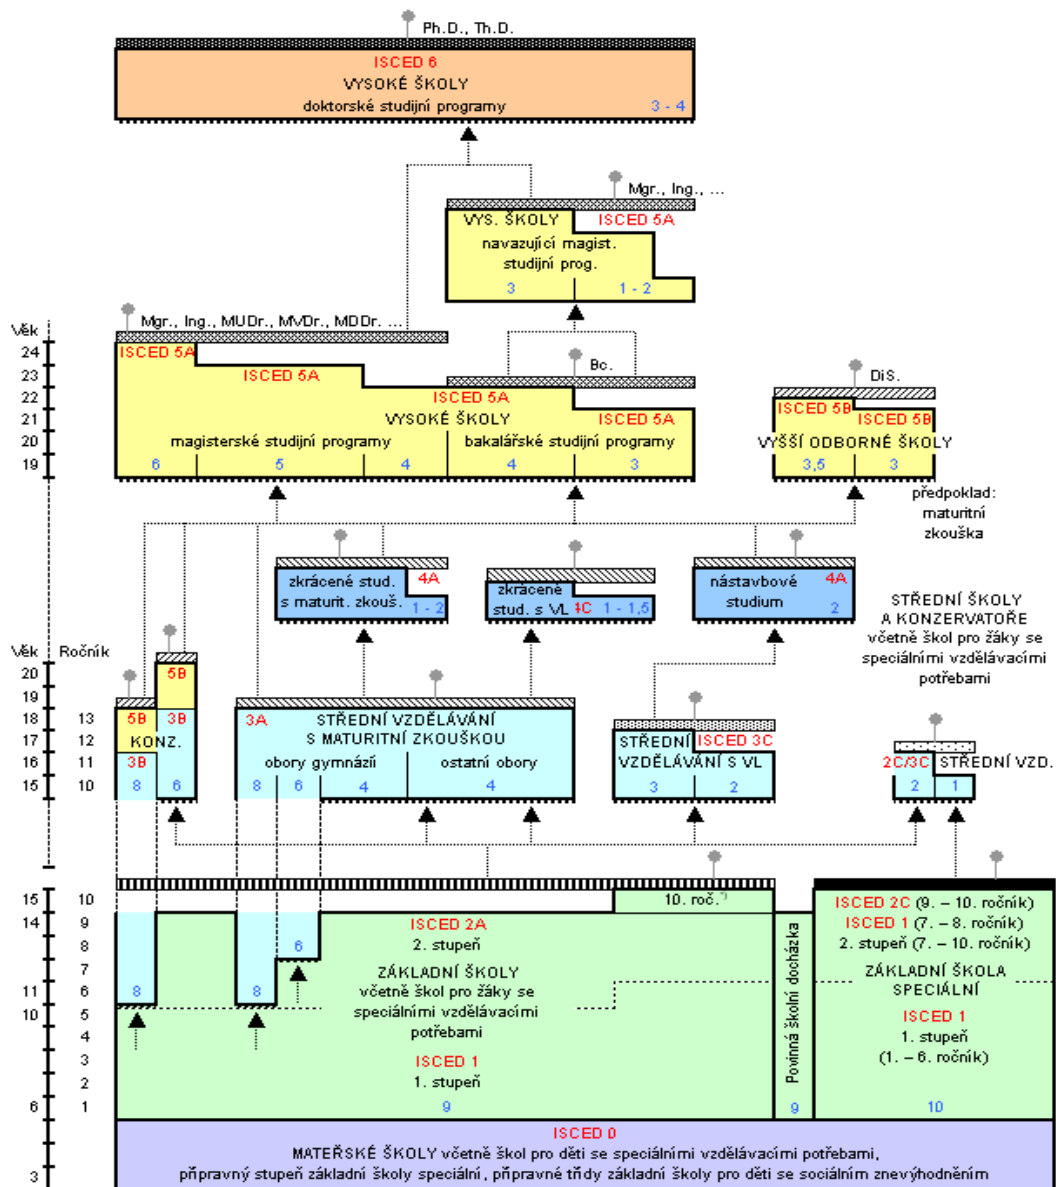 Ph.D., Th.D.
ISCED 6
VYSOKÉ ŠKOLY
doktorské studijní programy
3 - 4
Mgr., Ing., ...
VYS. ŠKOLY
ISCED 5A
navazující magist.
studijní prog.
3
1 - 2
Věk
Mgr., Ing., MUDr., MVDr., MDDr. ...
24
ISCED 5A
23
ISCED 5A
Bc.
DiS.
22
ISCED 5A
ISCED 5B
21
VYSOKÉ ŠKOLY
ISCED 5A
ISCED 5B
20
magisterské studijní programy
bakalářské studijní programy
VYŠŠÍ ODBORNÉ ŠKOLY
19
6
5
4
4
3
3,5
3
předpoklad:
maturitní
zkouška
zkrácené stud.
4A
s maturit. zkouš.
1 - 2
zkrácené
stud. s VL
4C
1 - 1,5
nástavbové
4A
studium
2
STŘEDNÍ ŠKOLY
A KONZERVATOŘE
včetně škol pro žáky se
speciálními vzdělávacími
potřebami
Věk
Ročník
20
5B
19
18
13
5B
3B
3A
STŘEDNÍ VZDĚLÁVÁNÍ
17
12
KONZ.
S MATURITNÍ ZKOUŠKOU
STŘEDNÍ
ISCED 3C
16
11
3B
obory gymnázií
ostatní obory
VZDĚLÁVÁNÍ S VL
2C/3C
STŘEDNÍ VZD.
15
10
8
6
8
6
4
4
3
2
2
1
15
10
10. roč.*)
ISCED 2C (9. – 10. ročník)
14
9
ISCED 2A
ISCED 1 (7. – 8. ročník)
8
6
2. stupeň
2. stupeň (7. – 10. ročník)
7
ZÁKLADNÍ ŠKOLY
ZÁKLADNÍ ŠKOLA
11
6
8
8
včetně škol pro žáky se
SPECIÁLNÍ
10
5
speciálními vzdělávacími
ISCED 1
4
potřebami
1. stupeň
3
ISCED 1
(1. – 6. ročník)
2
1. stupeň
Povinná školní docházka
6
1
9
9
10
ISCED 0
MATEŘSKÉ ŠKOLY včetně škol pro děti se speciálními vzdělávacími potřebami,
3
přípravný stupeň základní školy speciální, přípravné třídy základní školy pro děti se sociálním znevýhodněním